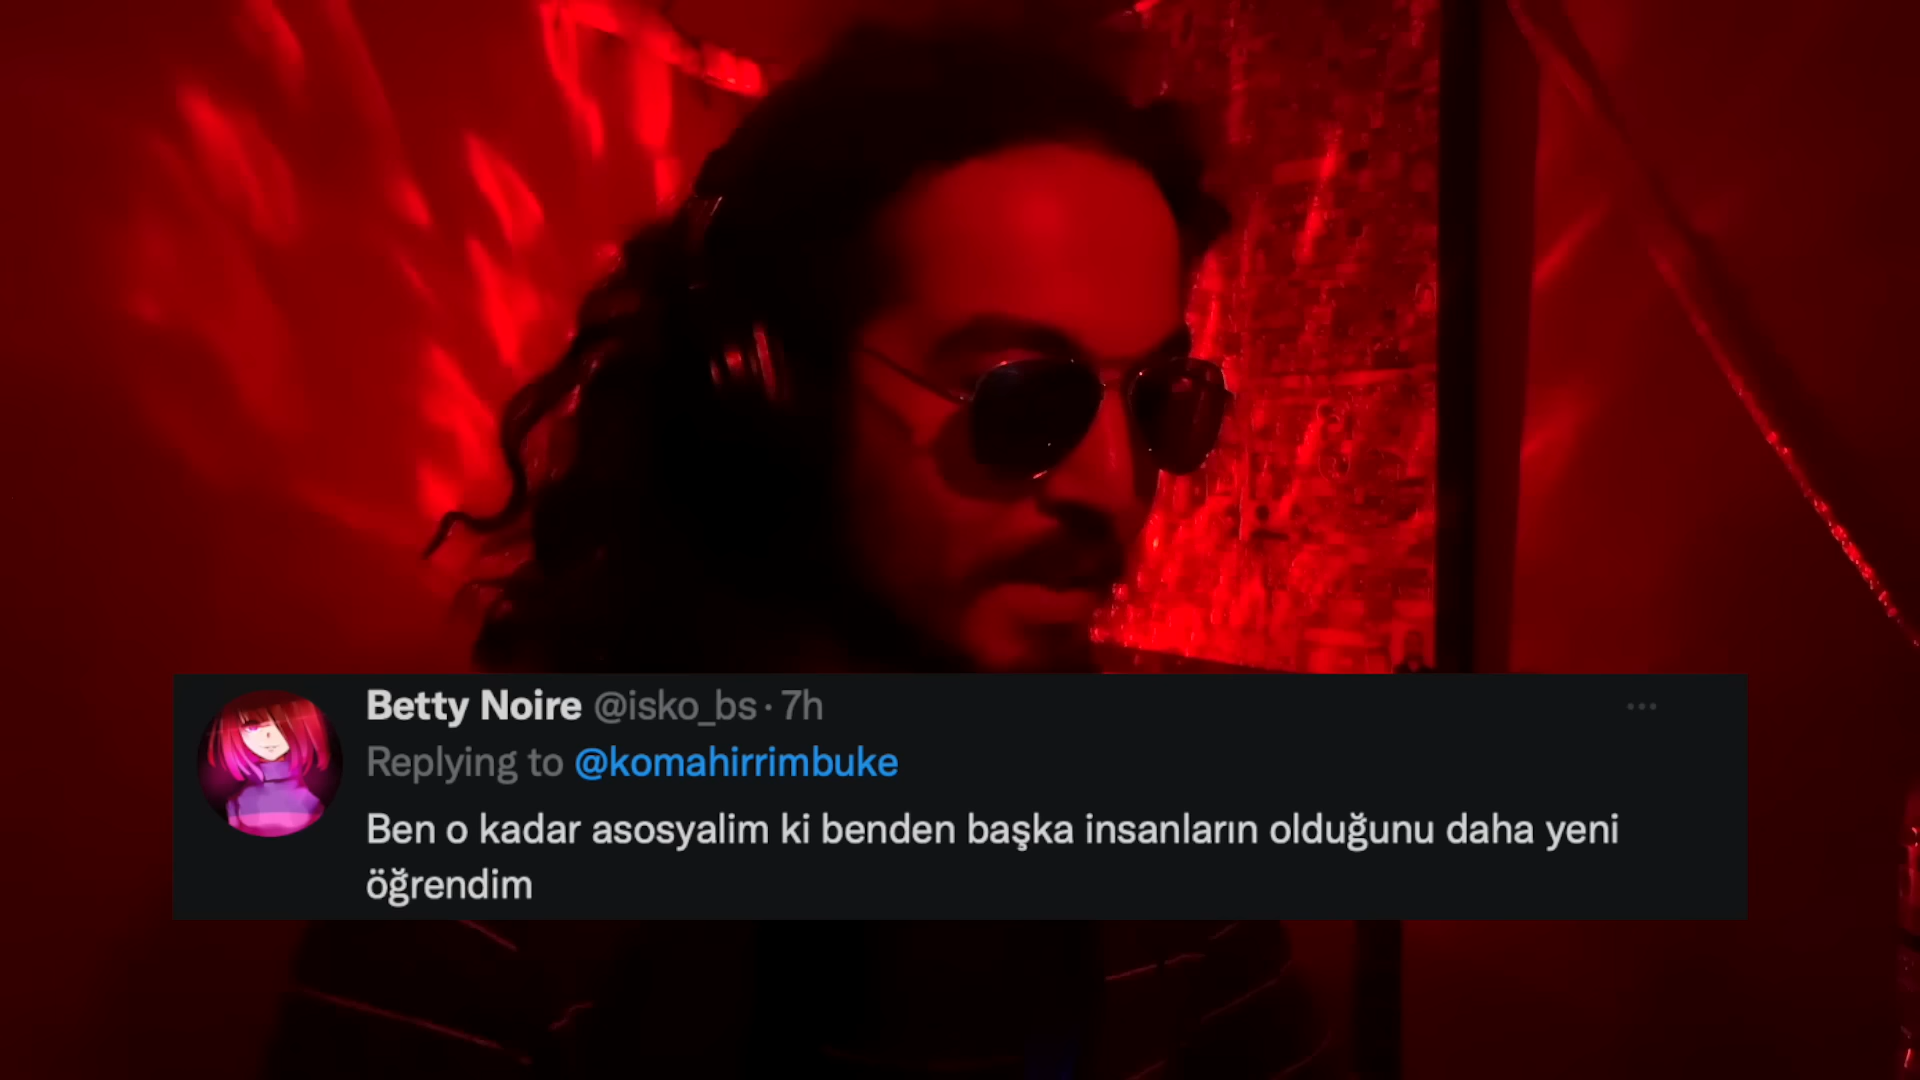 Betty Noire @isko_bs · 7h
Replying to @komahirrimbuke
Ben o kadar asosyalim ki benden başka insanların olduğunu daha yeni
öğrendim